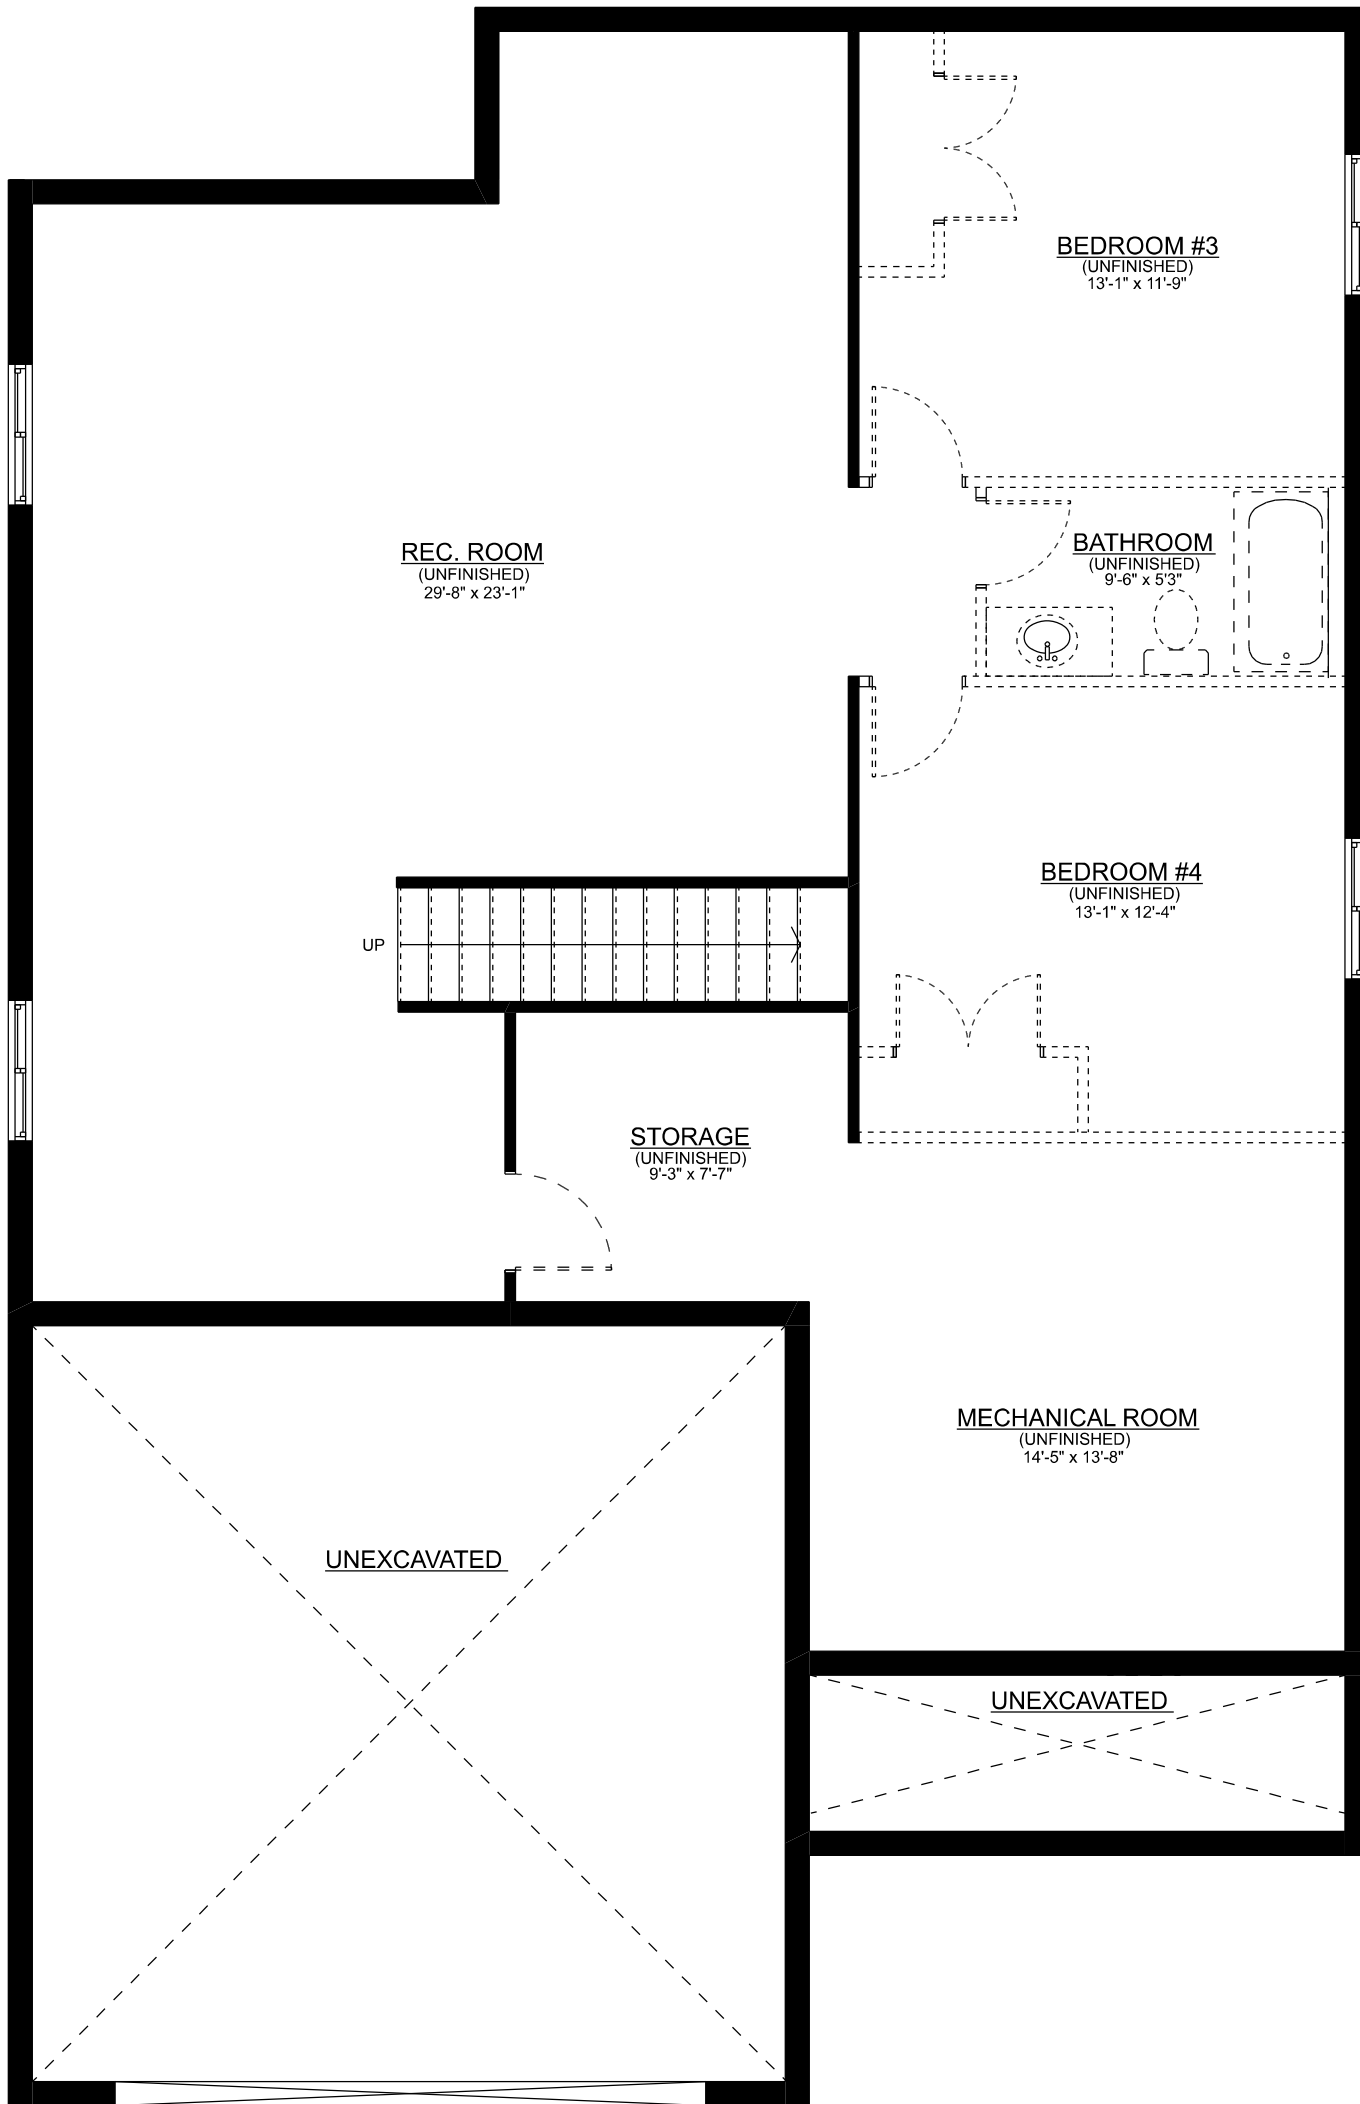 BEDROOM #3
(UNFINISHED)
13'-1" x 11'-9"
REC. ROOM
(UNFINISHED)
29'-8" x 23'-1"
BATHROOM
(UNFINISHED)
9'-6" x 5'3"
BEDROOM #4
(UNFINISHED)
13'-1" x 12'-4"
UP
STORAGE
(UNFINISHED)
9'-3" x 7'-7"
MECHANICAL ROOM
(UNFINISHED)
14'-5" x 13'-8"
UNEXCAVATED
UNEXCAVATED